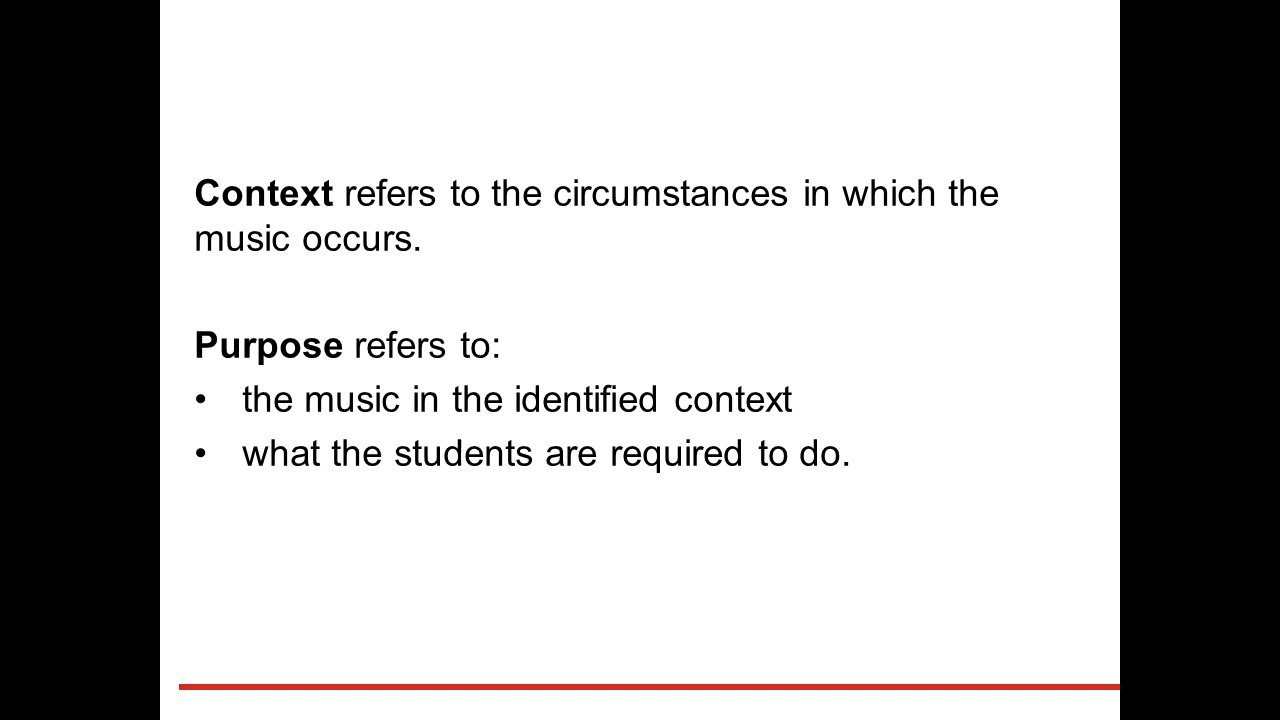 Context refers to the circumstances in which the
music occurs.
Purpose refers to:
• the music in the identified context
• what the students are required to do.